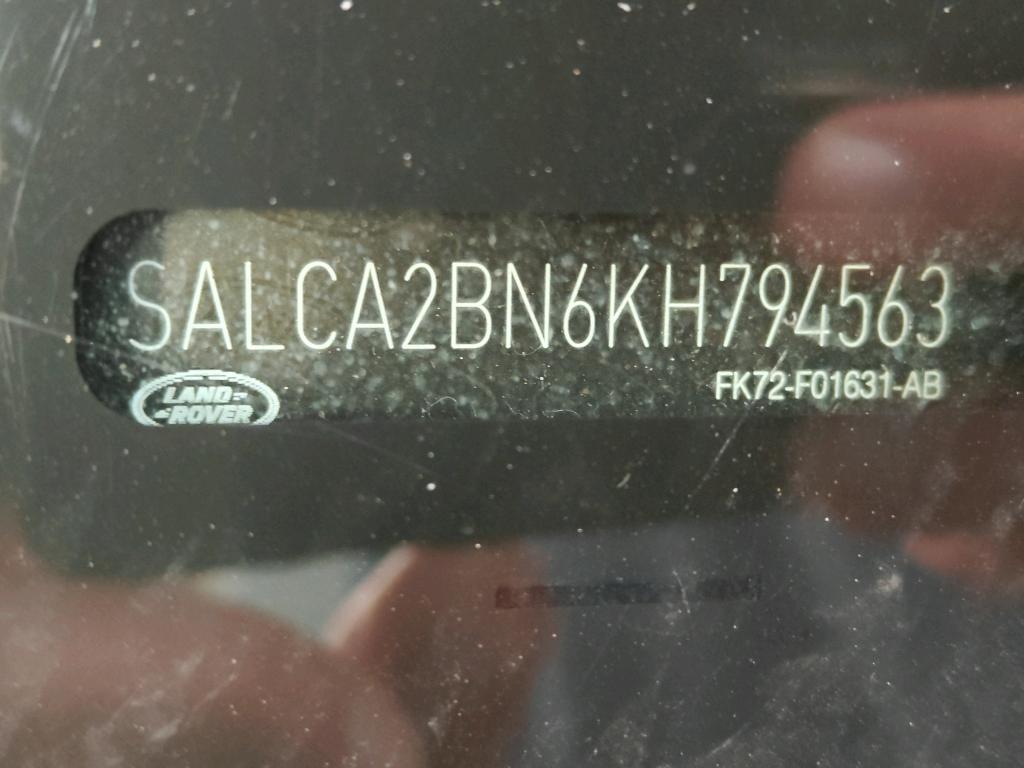 SALCA2BN6KH794563
LAND-
-ROVER
FK72-F01631-AB